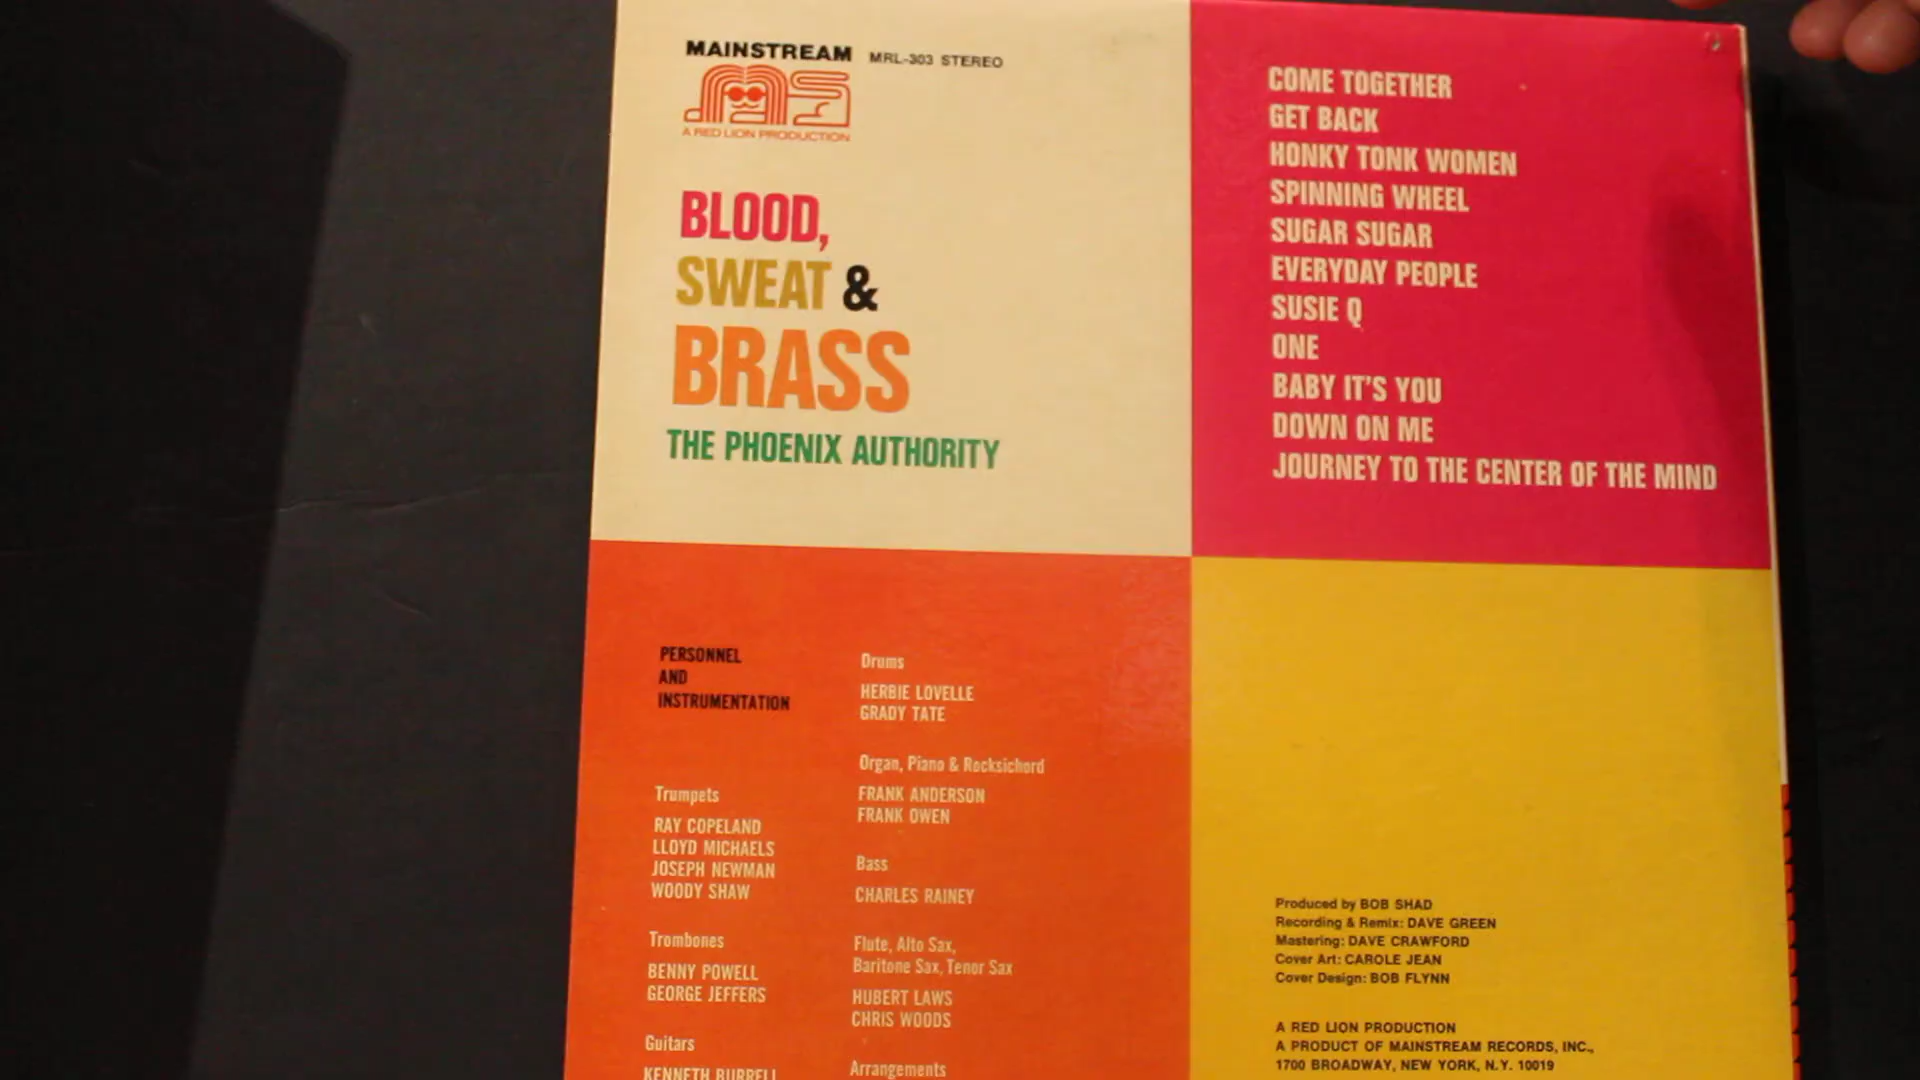 MAINSTREAM MRL-303 STEREO
A RED LION PRODUCTION
BLOOD,
SWEAT &
BRASS
THE PHOENIX AUTHORITY
COME TOGETHER
GET BACK
HONKY TONK WOMEN
SPINNING WHEEL
SUGAR SUGAR
EVERYDAY PEOPLE
SUSIE Q
ONE
BABY IT'S YOU
DOWN ON ME
JOURNEY TO THE CENTER OF THE MIND
PERSONNEL
AND
INSTRUMENTATION
Trumpets
RAY COPELAND
LLOYD MICHAELS
JOSEPH NEWMAN
WOODY SHAW
Trombones
BENNY POWELL
GEORGE JEFFERS
Guitars
KENNETH BURRELL
Drums
HERBIE LOVELLE
GRADY TATE
Organ, Piano & Rocksichord
FRANK ANDERSON
FRANK OWEN
Bass
CHARLES RAINEY
Flute, Alto Sax,
Baritone Sax, Tenor Sax
HUBERT LAWS
CHRIS WOODS
Arrangements
Produced by BOB SHAD
Recording & Remix: DAVE GREEN
Mastering: DAVE CRAWFORD
Cover Art: CAROLE JEAN
Cover Design: BOB FLYNN
A RED LION PRODUCTION
A PRODUCT OF MAINSTREAM RECORDS, INC.,
1700 BROADWAY, NEW YORK, N.Y. 10019